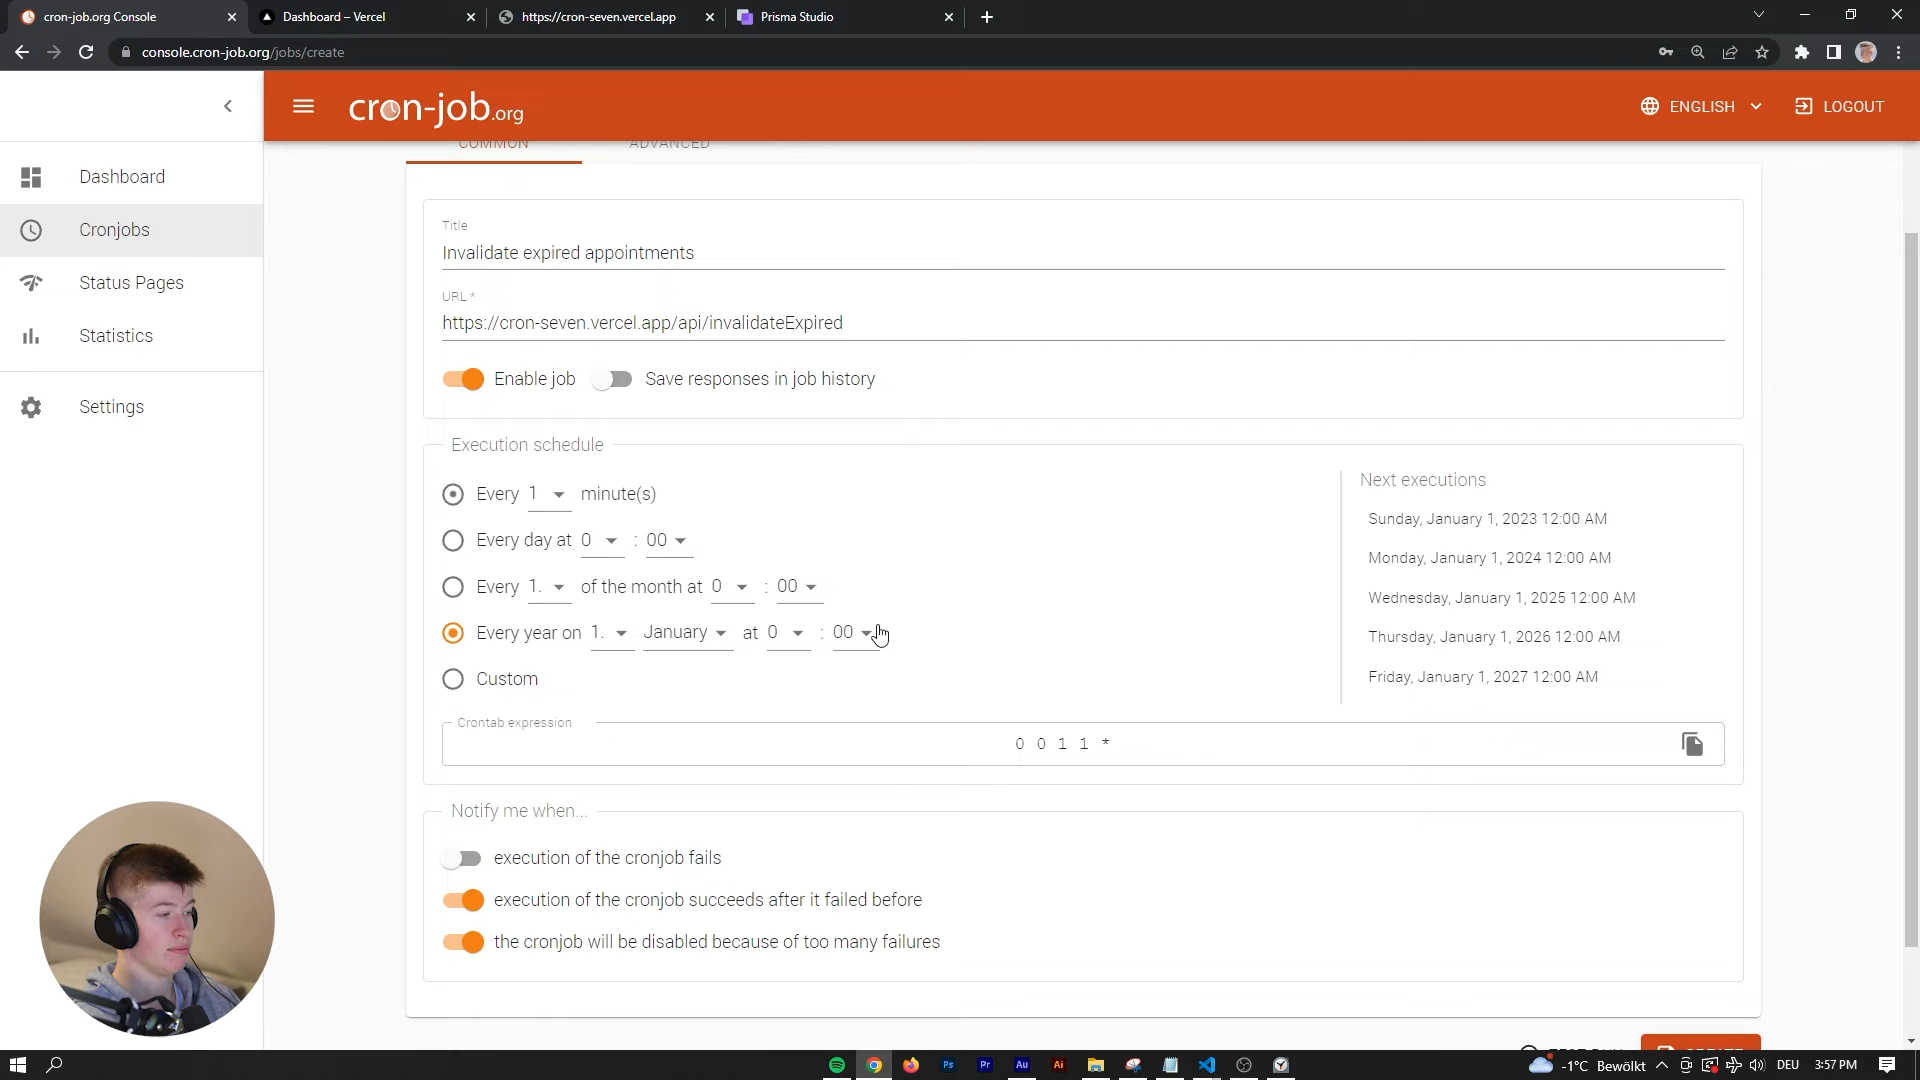 cron-job.org Console
Dashboard – Vercel
https://cron-seven.vercel.app
Prisma Studio
console.cron-job.org/jobs/create
cron-job.org
ENGLISH
LOGOUT
Dashboard
Cronjobs
Status Pages
Statistics
Settings
COMMON
ADVANCED
Title
Invalidate expired appointments
URL *
https://cron-seven.vercel.app/api/invalidateExpired
Enable job
Save responses in job history
Execution schedule
Every 1 minute(s)
Every day at 0 : 00
Every 1. of the month at 0 : 00
Every year on 1. January at 0 : 00
Custom
Next executions
Sunday, January 1, 2023 12:00 AM
Monday, January 1, 2024 12:00 AM
Wednesday, January 1, 2025 12:00 AM
Thursday, January 1, 2026 12:00 AM
Friday, January 1, 2027 12:00 AM
Crontab expression
0 0 1 1 *
Notify me when...
execution of the cronjob fails
execution of the cronjob succeeds after it failed before
the cronjob will be disabled because of too many failures
Ps
Pr
Au
Ai
-1°C Bewölkt
DEU
3:57 PM